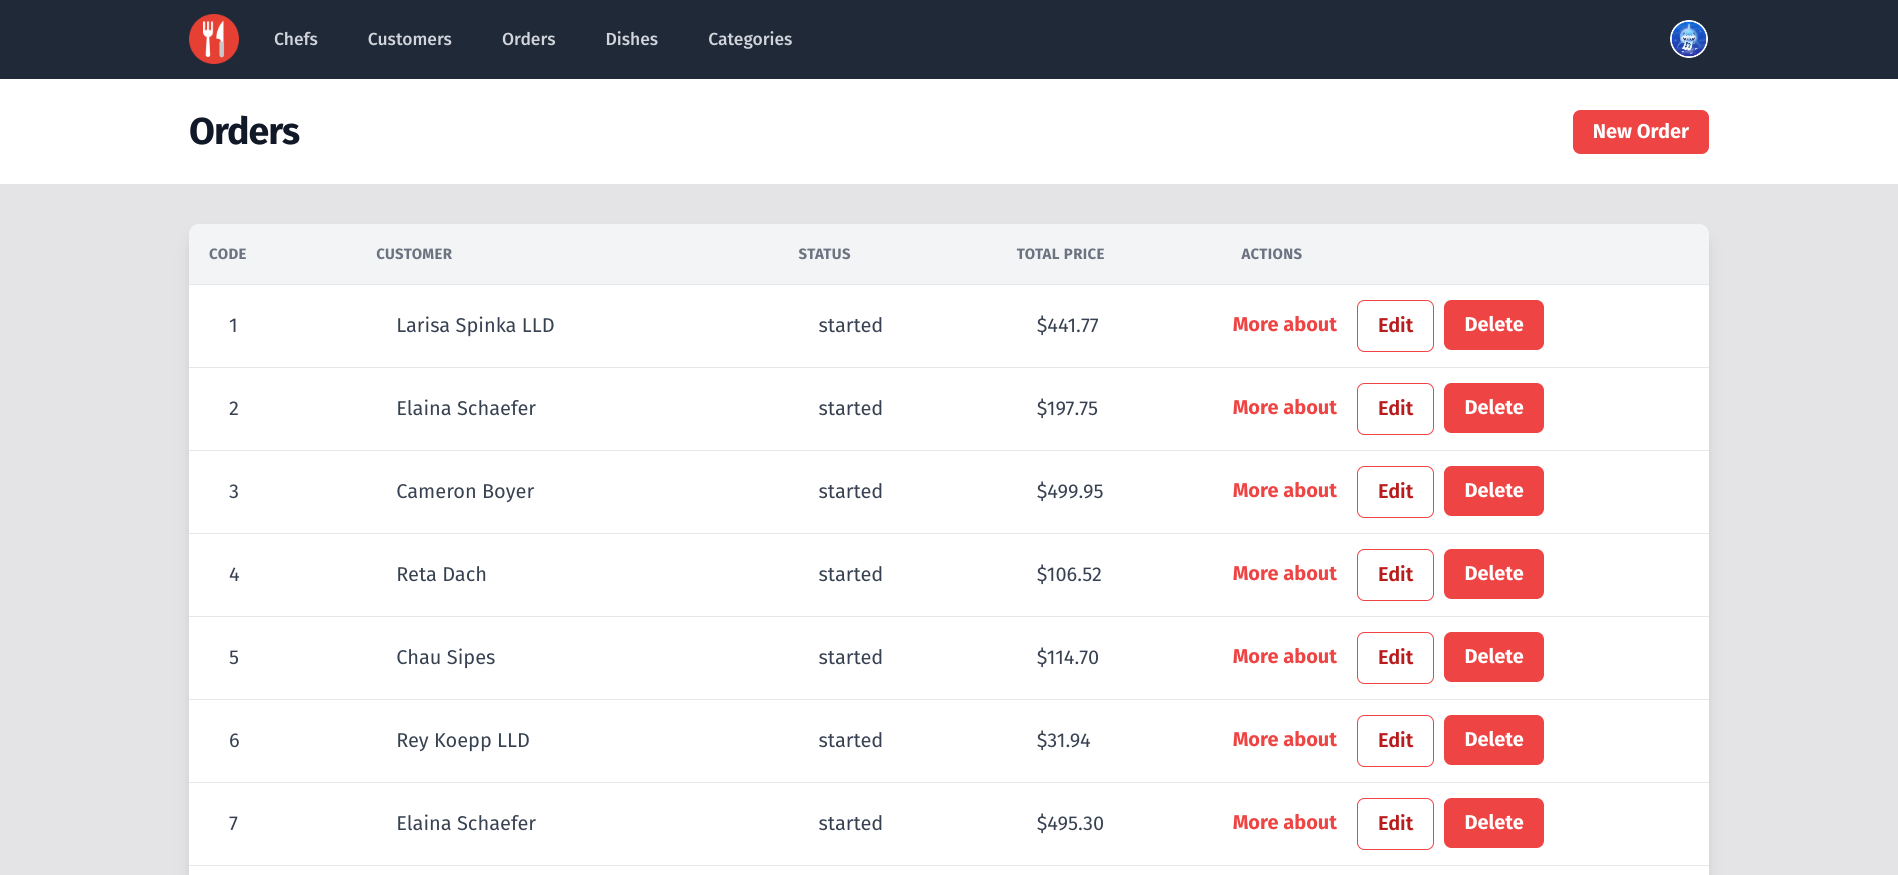 Chefs Customers Orders Dishes Categories
Orders
New Order
CODE CUSTOMER STATUS TOTAL PRICE ACTIONS
1 Larisa Spinka LLD started $441.77 More about Edit Delete
2 Elaina Schaefer started $197.75 More about Edit Delete
3 Cameron Boyer started $499.95 More about Edit Delete
4 Reta Dach started $106.52 More about Edit Delete
5 Chau Sipes started $114.70 More about Edit Delete
6 Rey Koepp LLD started $31.94 More about Edit Delete
7 Elaina Schaefer started $495.30 More about Edit Delete